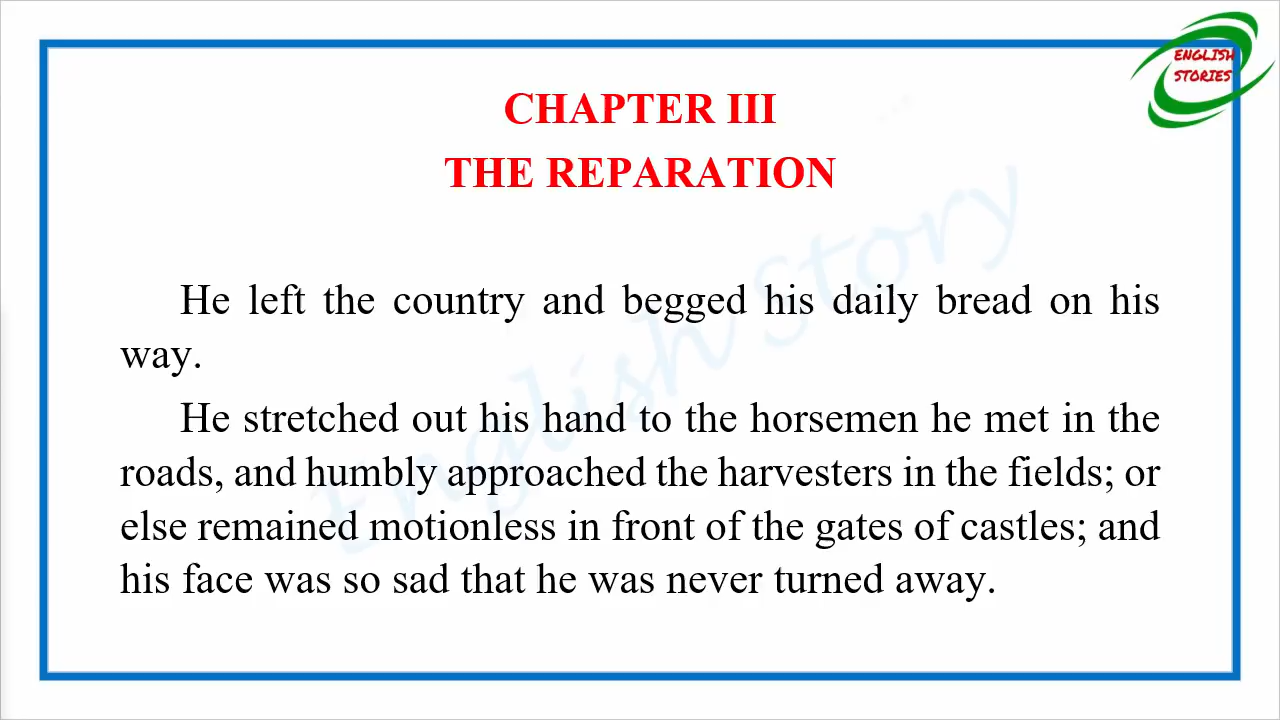 ENGLISH
STORIES
CHAPTER III
THE REPARATION
He left the country and begged his daily bread on his
way.
He stretched out his hand to the horsemen he met in the
roads, and humbly approached the harvesters in the fields; or
else remained motionless in front of the gates of castles; and
his face was so sad that he was never turned away.
English Story